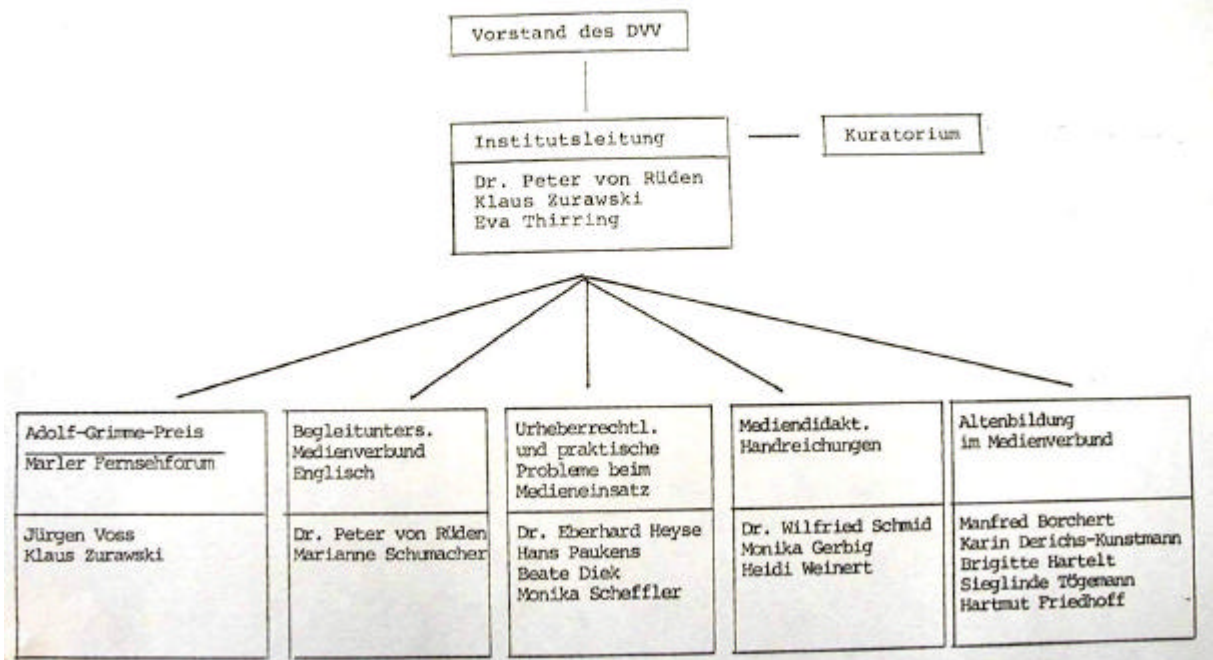 Vorstand des DVV
Institutsleitung
Kuratorium
Dr. Peter von Rüden
Klaus Zurawski
Eva Thirring
Adolf-Grimme-Preis
Marler Fernsehforum
Jürgen Voss
Klaus Zurawski
Begleitunters.
Medienverbund
Englisch
Dr. Peter von Rüden
Marianne Schumacher
Urheberrechtl.
und praktische
Probleme beim
Medieneinsatz
Dr. Eberhard Heyse
Hans Paukens
Beate Diek
Monika Scheffler
Mediendidakt.
Handreichungen
Dr. Wilfried Schmid
Monika Gerbig
Heidi Weinert
Altenbildung
im Medienverbund
Manfred Borchert
Karin Derichs-Kunstmann
Brigitte Hartelt
Sieglinde Tögemann
Hartmut Friedhoff